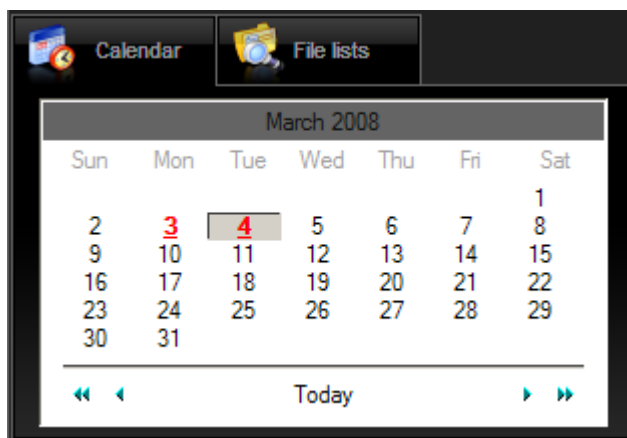 Calendar File lists
March 2008
Sun Mon Tue Wed Thu Fri Sat
1
2 3 4 5 6 7 8
9 10 11 12 13 14 15
16 17 18 19 20 21 22
23 24 25 26 27 28 29
30 31
Today